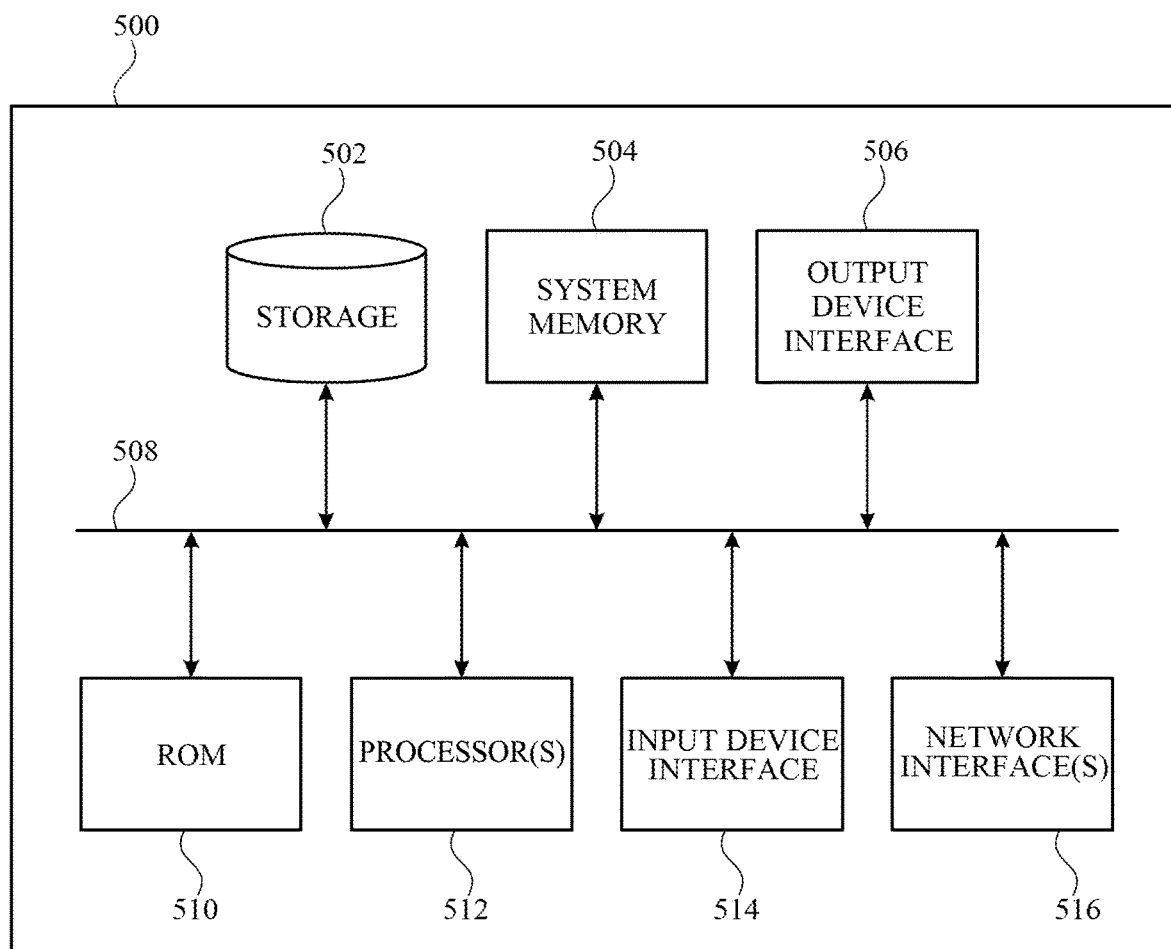 500
502
504
506
STORAGE
SYSTEM
MEMORY
OUTPUT
DEVICE
INTERFACE
508
ROM
PROCESSOR(S)
INPUT DEVICE
INTERFACE
NETWORK
INTERFACE(S)
510
512
514
516